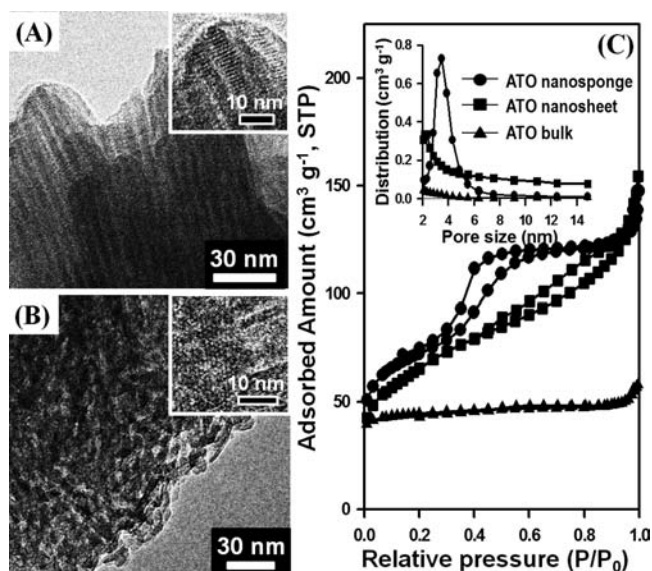 (A)
10 nm
30 nm
(B)
10 nm
30 nm
(C)
Adsorbed Amount (cm³ g⁻¹, STP)
200
150
100
50
0
0.0 0.2 0.4 0.6 0.8 1.0
Relative pressure (P/P₀)
Distribution (cm³ g⁻¹)
0.8
0.6
0.4
0.2
0.0
2 4 6 8 10 12 14
Pore size (nm)
ATO nanosponge
ATO nanosheet
ATO bulk